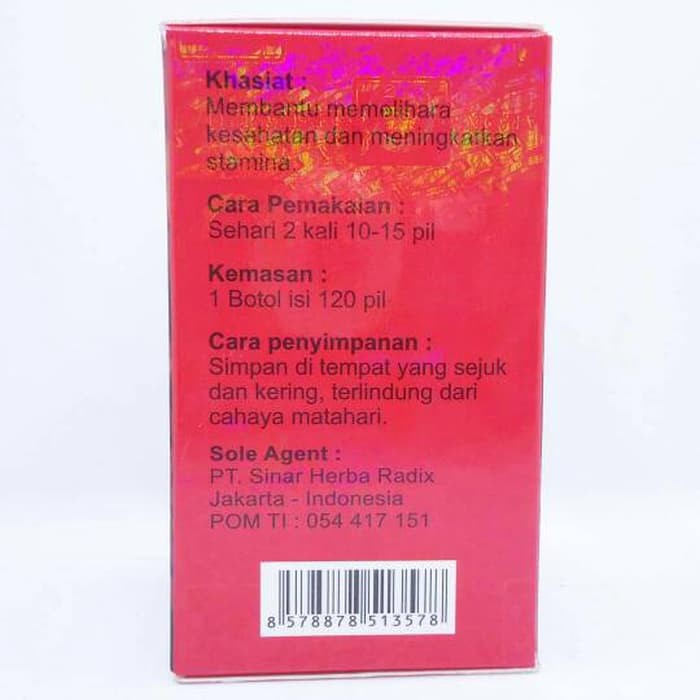 Khasiat :
Membantu memelihara
kesehatan dan meningkatkan
stamina.
Cara Pemakaian :
Sehari 2 kali 10-15 pil
Kemasan :
1 Botol isi 120 pil
Cara penyimpanan :
Simpan di tempat yang sejuk
dan kering, terlindung dari
cahaya matahari.
Sole Agent :
PT. Sinar Herba Radix
Jakarta - Indonesia
POM TI : 054 417 151
8 578878 513578